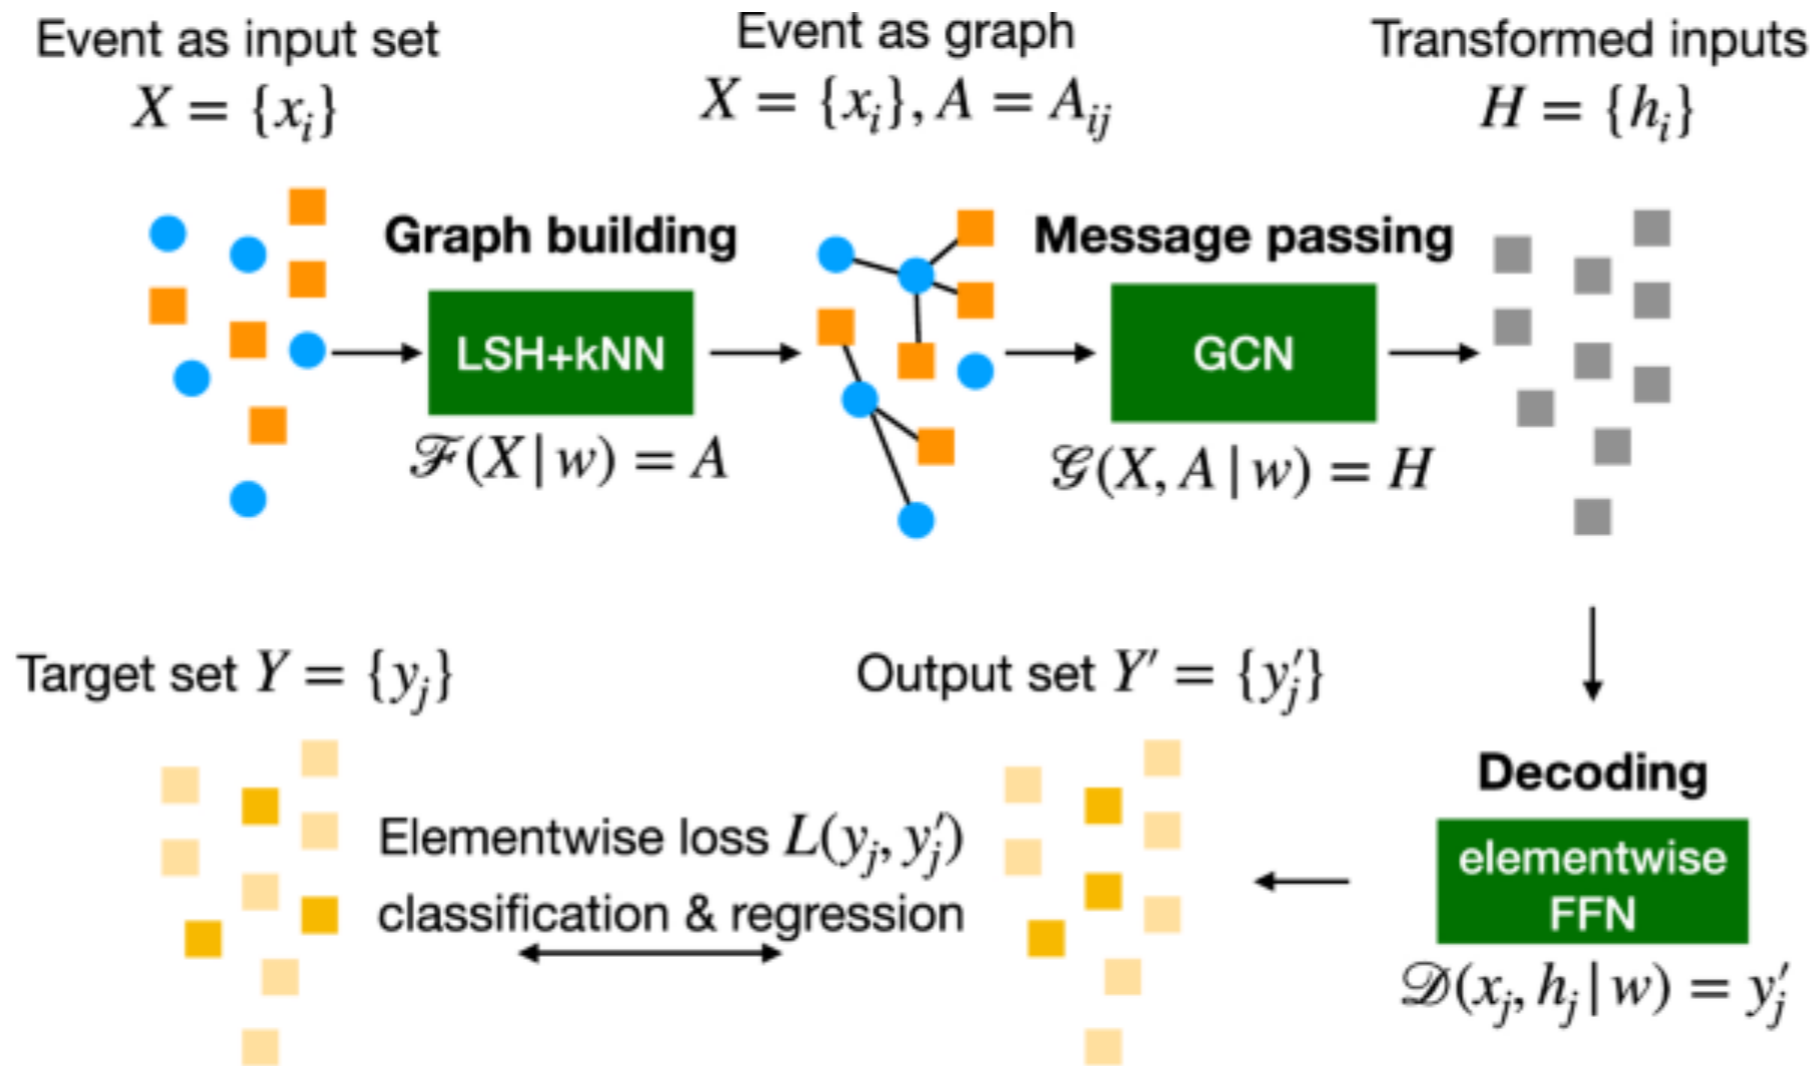 Event as input set
X = {x_i}
Event as graph
X = {x_i}, A = A_ij
Transformed inputs
H = {h_i}
Graph building
LSH+kNN
ℱ(X | w) = A
Message passing
GCN
𝒢(X, A | w) = H
Target set Y = {y_j}
Elementwise loss L(y_j, y′_j)
classification & regression
Output set Y′ = {y′_j}
Decoding
elementwise
FFN
𝒟(x_j, h_j | w) = y′_j